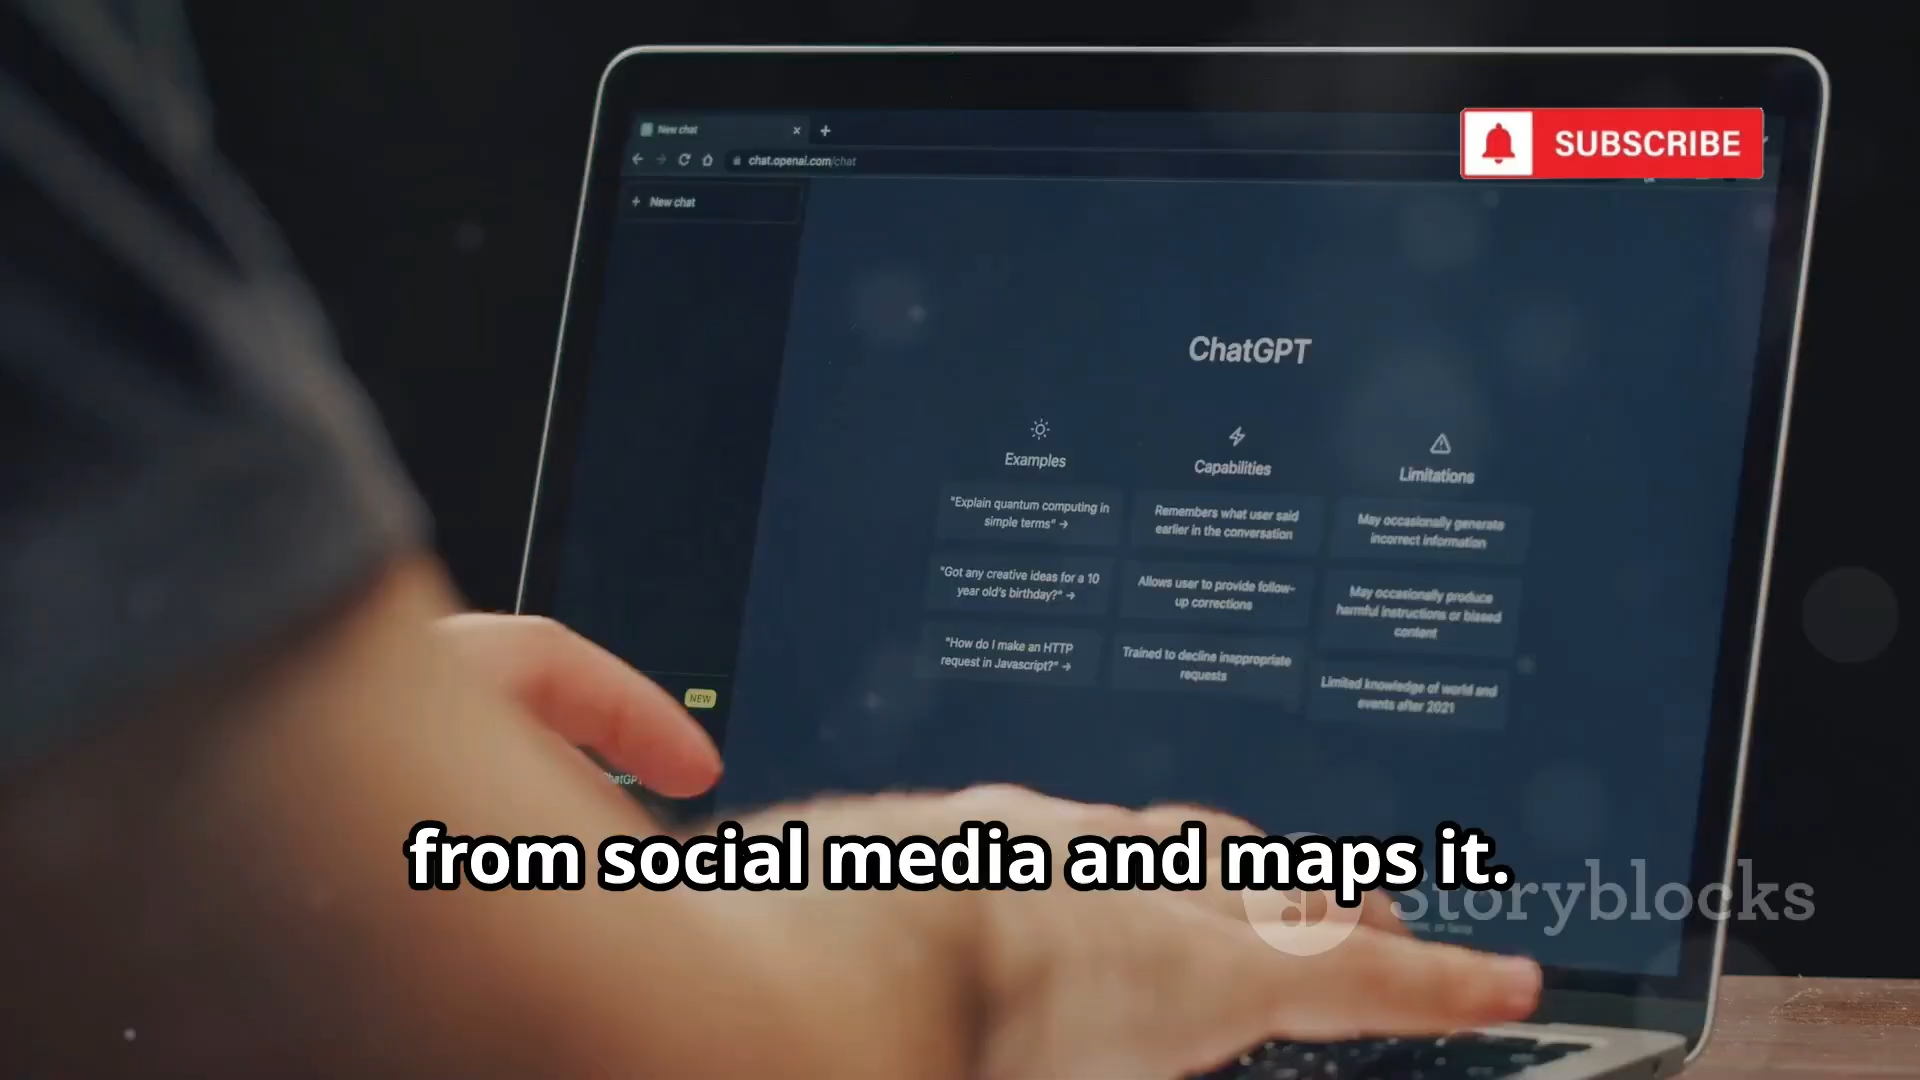 New chat
SUBSCRIBE
chat.openai.com/chat
+ New chat
ChatGPT
Examples
"Explain quantum computing in
simple terms" →
"Got any creative ideas for a 10
year old's birthday?" →
"How do I make an HTTP
request in Javascript?" →
Capabilities
Remembers what user said
earlier in the conversation
Allows user to provide follow-
up corrections
Trained to decline inappropriate
requests
Limitations
May occasionally generate
incorrect information
May occasionally produce
harmful instructions or biased
content
Limited knowledge of world and
events after 2021
NEW
ChatGPT
from social media and maps it.
Storyblocks